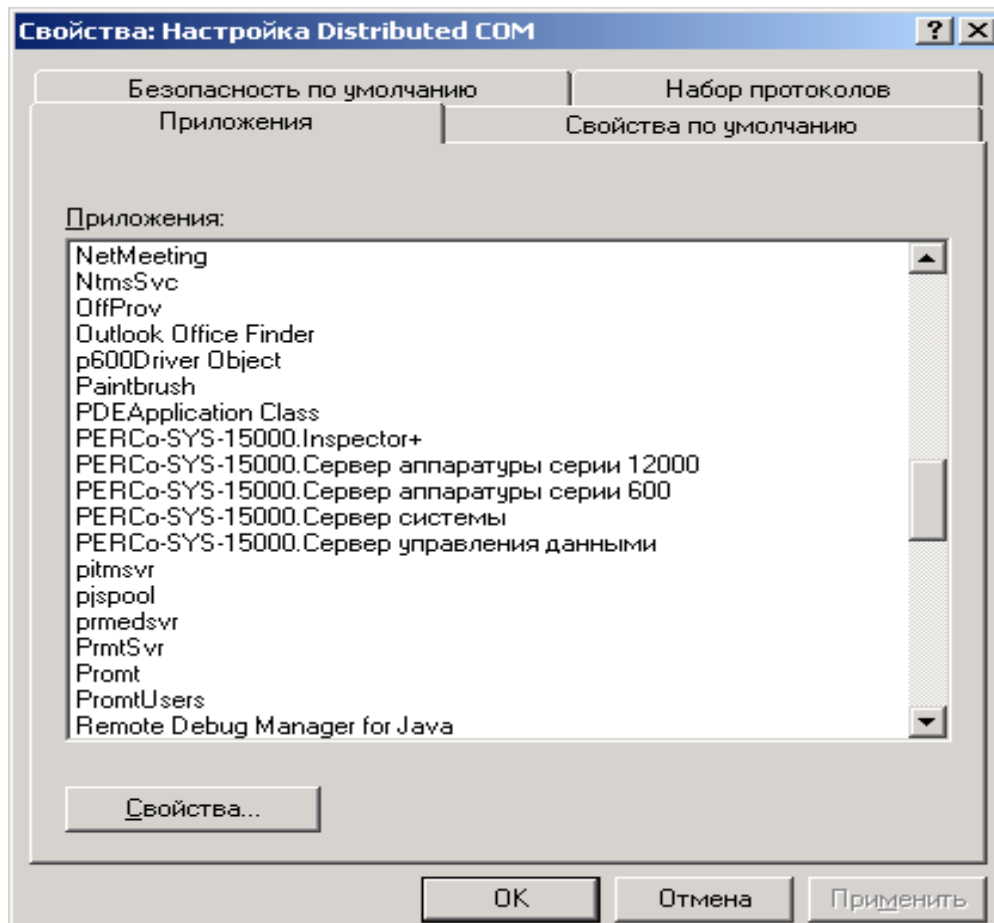 Свойства: Настройка Distributed COM
Безопасность по умолчанию
Набор протоколов
Приложения
Свойства по умолчанию
Приложения:
NetMeeting
NtmsSvc
OffProv
Outlook Office Finder
p600Driver Object
Paintbrush
PDEApplication Class
PERCo-SYS-15000.Inspector+
PERCo-SYS-15000.Сервер аппаратуры серии 12000
PERCo-SYS-15000.Сервер аппаратуры серии 600
PERCo-SYS-15000.Сервер системы
PERCo-SYS-15000.Сервер управления данными
pitmsvr
pjspool
prmedsvr
PrmtSvr
Promt
PromtUsers
Remote Debug Manager for Java
Свойства...
OK
Отмена
Применить